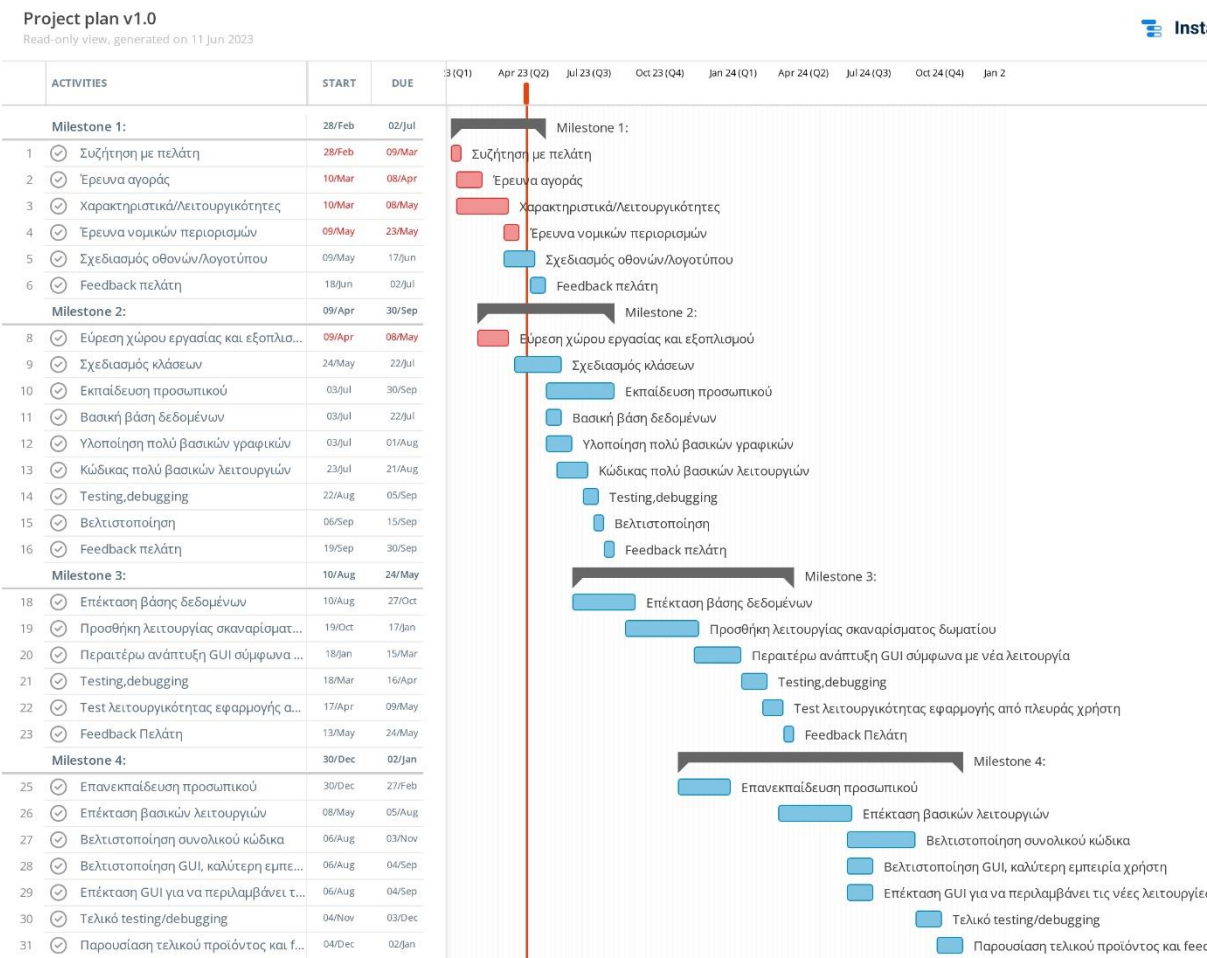 Project plan v1.0
Read-only view, generated on 11 Jun 2023
Insta
ACTIVITIES START DUE
3 (Q1) Apr 23 (Q2) Jul 23 (Q3) Oct 23 (Q4) Jan 24 (Q1) Apr 24 (Q2) Jul 24 (Q3) Oct 24 (Q4) Jan 2
Milestone 1: 28/Feb 02/Jul Milestone 1:
1 Συζήτηση με πελάτη 28/Feb 09/Mar Συζήτηση με πελάτη
2 Έρευνα αγοράς 10/Mar 08/Apr Έρευνα αγοράς
3 Χαρακτηριστικά/Λειτουργικότητες 10/Mar 08/May Χαρακτηριστικά/Λειτουργικότητες
4 Έρευνα νομικών περιορισμών 09/May 23/May Έρευνα νομικών περιορισμών
5 Σχεδιασμός οθονών/λογοτύπου 09/May 17/Jun Σχεδιασμός οθονών/λογοτύπου
6 Feedback πελάτη 18/Jun 02/Jul Feedback πελάτη
Milestone 2: 09/Apr 30/Sep Milestone 2:
8 Εύρεση χώρου εργασίας και εξοπλισ... 09/Apr 08/May Εύρεση χώρου εργασίας και εξοπλισμού
9 Σχεδιασμός κλάσεων 24/May 22/Jul Σχεδιασμός κλάσεων
10 Εκπαίδευση προσωπικού 03/Jul 30/Sep Εκπαίδευση προσωπικού
11 Βασική βάση δεδομένων 03/Jul 22/Jul Βασική βάση δεδομένων
12 Υλοποίηση πολύ βασικών γραφικών 03/Jul 01/Aug Υλοποίηση πολύ βασικών γραφικών
13 Κώδικας πολύ βασικών λειτουργιών 23/Jul 21/Aug Κώδικας πολύ βασικών λειτουργιών
14 Testing,debugging 22/Aug 05/Sep Testing,debugging
15 Βελτιστοποίηση 06/Sep 15/Sep Βελτιστοποίηση
16 Feedback πελάτη 19/Sep 30/Sep Feedback πελάτη
Milestone 3: 10/Aug 24/May Milestone 3:
18 Επέκταση βάσης δεδομένων 10/Aug 27/Oct Επέκταση βάσης δεδομένων
19 Προσθήκη λειτουργίας σκαναρίσματ... 19/Oct 17/Jan Προσθήκη λειτουργίας σκαναρίσματος δωματίου
20 Περαιτέρω ανάπτυξη GUI σύμφωνα ... 18/Jan 15/Mar Περαιτέρω ανάπτυξη GUI σύμφωνα με νέα λειτουργία
21 Testing,debugging 18/Mar 16/Apr Testing,debugging
22 Test λειτουργικότητας εφαρμογής α... 17/Apr 09/May Test λειτουργικότητας εφαρμογής από πλευράς χρήστη
23 Feedback Πελάτη 13/May 24/May Feedback Πελάτη
Milestone 4: 30/Dec 02/Jan Milestone 4:
25 Επανεκπαίδευση προσωπικού 30/Dec 27/Feb Επανεκπαίδευση προσωπικού
26 Επέκταση βασικών λειτουργιών 08/May 05/Aug Επέκταση βασικών λειτουργιών
27 Βελτιστοποίηση συνολικού κώδικα 06/Aug 03/Nov Βελτιστοποίηση συνολικού κώδικα
28 Βελτιστοποίηση GUI, καλύτερη εμπε... 06/Aug 04/Sep Βελτιστοποίηση GUI, καλύτερη εμπειρία χρήστη
29 Επέκταση GUI για να περιλαμβάνει τ... 06/Aug 04/Sep Επέκταση GUI για να περιλαμβάνει τις νέες λειτουργίες
30 Τελικό testing/debugging 04/Nov 03/Dec Τελικό testing/debugging
31 Παρουσίαση τελικού προϊόντος και f... 04/Dec 02/Jan Παρουσίαση τελικού προϊόντος και feed